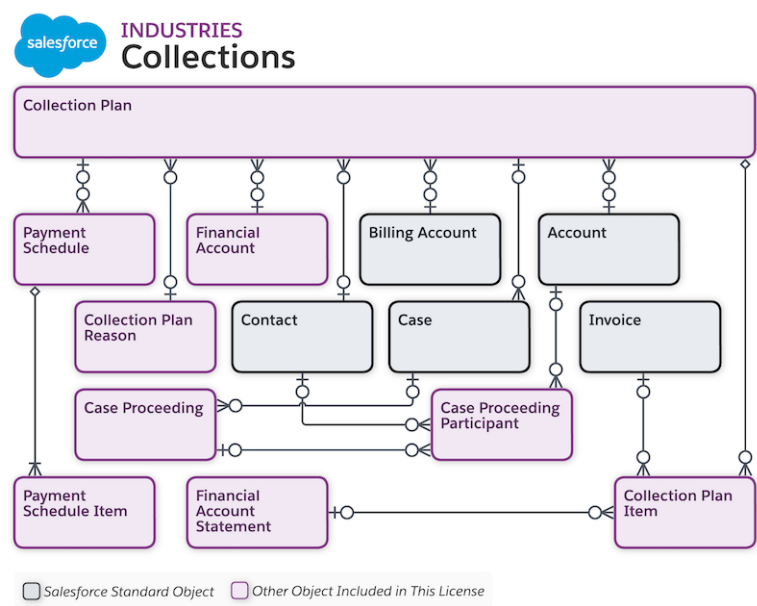 salesforce
INDUSTRIES
Collections
Collection Plan
Payment
Schedule
Financial
Account
Billing Account
Account
Collection Plan
Reason
Contact
Case
Invoice
Case Proceeding
Case Proceeding
Participant
Payment
Schedule Item
Financial
Account
Statement
Collection Plan
Item
Salesforce Standard Object
Other Object Included in This License